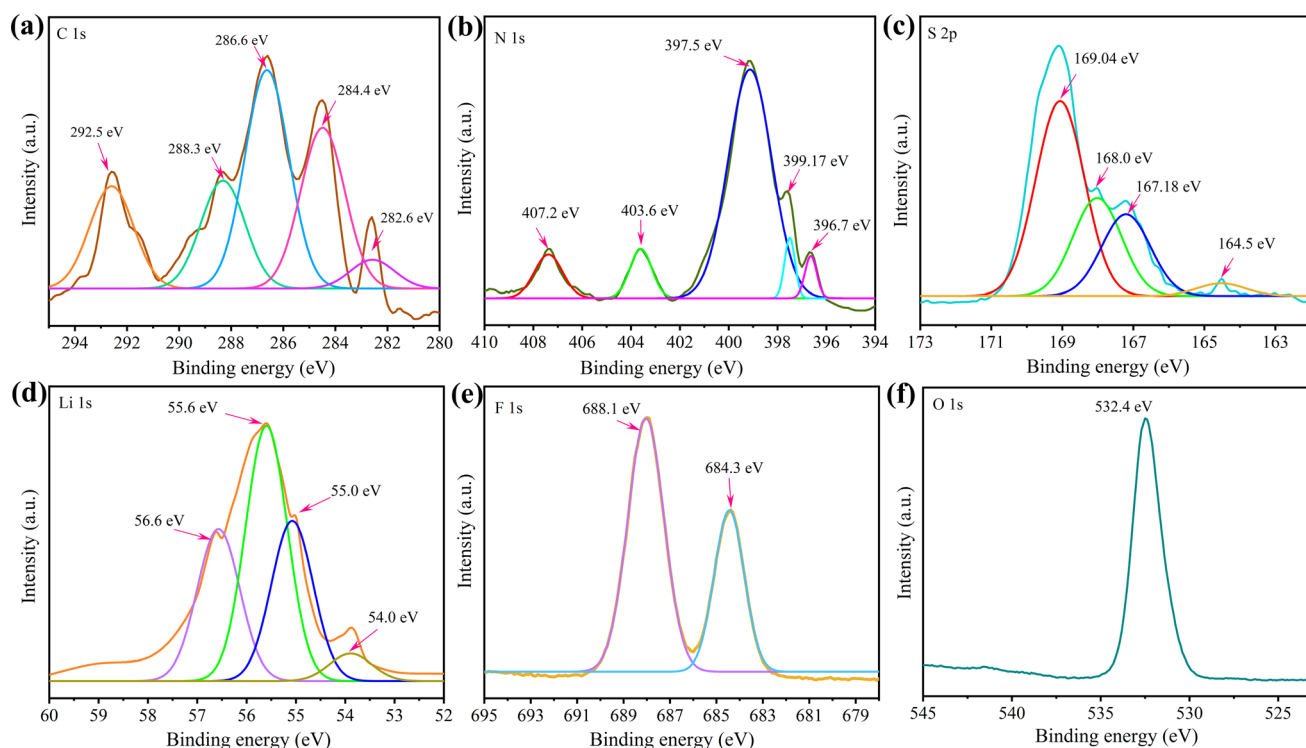 (a)
C 1s
292.5 eV
288.3 eV
286.6 eV
284.4 eV
282.6 eV
Intensity (a.u.)
294 292 290 288 286 284 282 280
Binding energy (eV)
(b)
N 1s
407.2 eV
403.6 eV
397.5 eV
399.17 eV
396.7 eV
Intensity (a.u.)
410 408 406 404 402 400 398 396 394
Binding energy (eV)
(c)
S 2p
169.04 eV
168.0 eV
167.18 eV
164.5 eV
Intensity (a.u.)
173 171 169 167 165 163
Binding energy (eV)
(d)
Li 1s
56.6 eV
55.6 eV
55.0 eV
54.0 eV
Intensity (a.u.)
60 59 58 57 56 55 54 53 52
Binding energy (eV)
(e)
F 1s
688.1 eV
684.3 eV
Intensity (a.u.)
695 693 691 689 687 685 683 681 679
Binding energy (eV)
(f)
O 1s
532.4 eV
Intensity (a.u.)
545 540 535 530 525
Binding energy (eV)